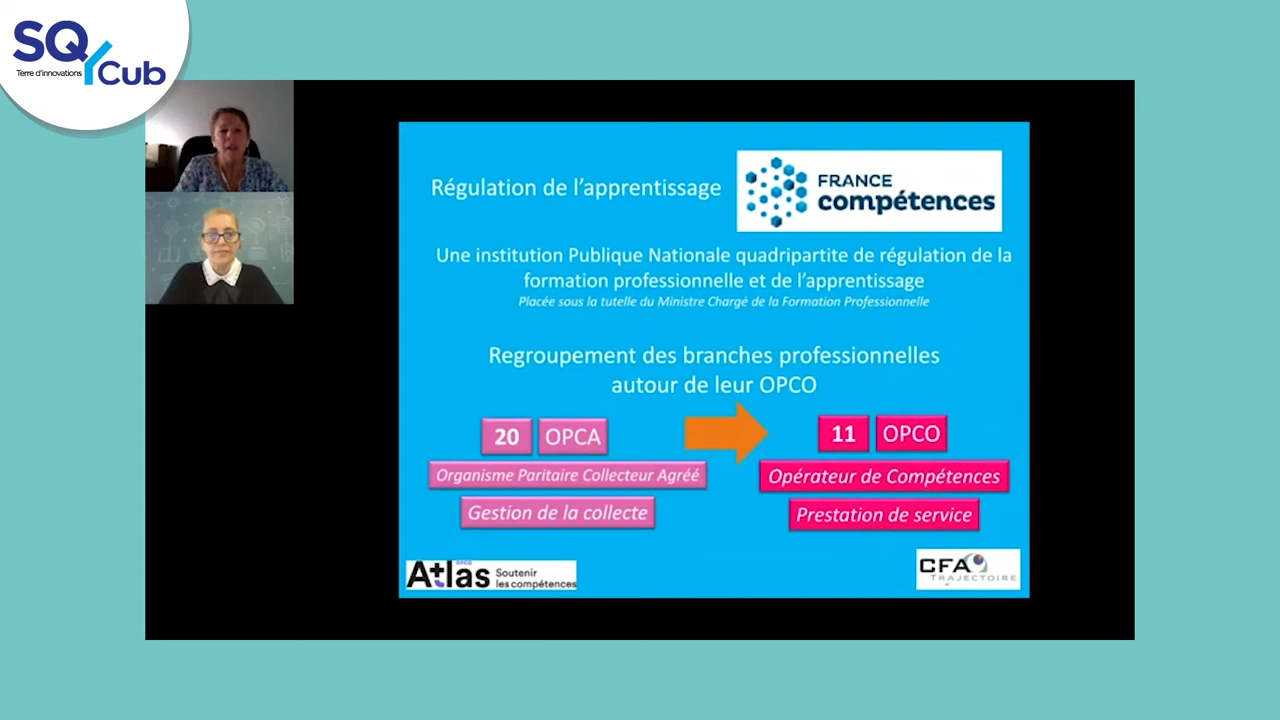 SQY Cub
Terre d'innovations
Régulation de l'apprentissage
FRANCE
compétences
Une institution Publique Nationale quadripartite de régulation de la
formation professionnelle et de l'apprentissage
Placée sous la tutelle du Ministre Chargé de la Formation Professionnelle
Regroupement des branches professionnelles
autour de leur OPCO
20 OPCA
Organisme Paritaire Collecteur Agréé
Gestion de la collecte
11 OPCO
Opérateur de Compétences
Prestation de service
OPCO
Atlas
Soutenir
les compétences
CFA
TRAJECTOIRE